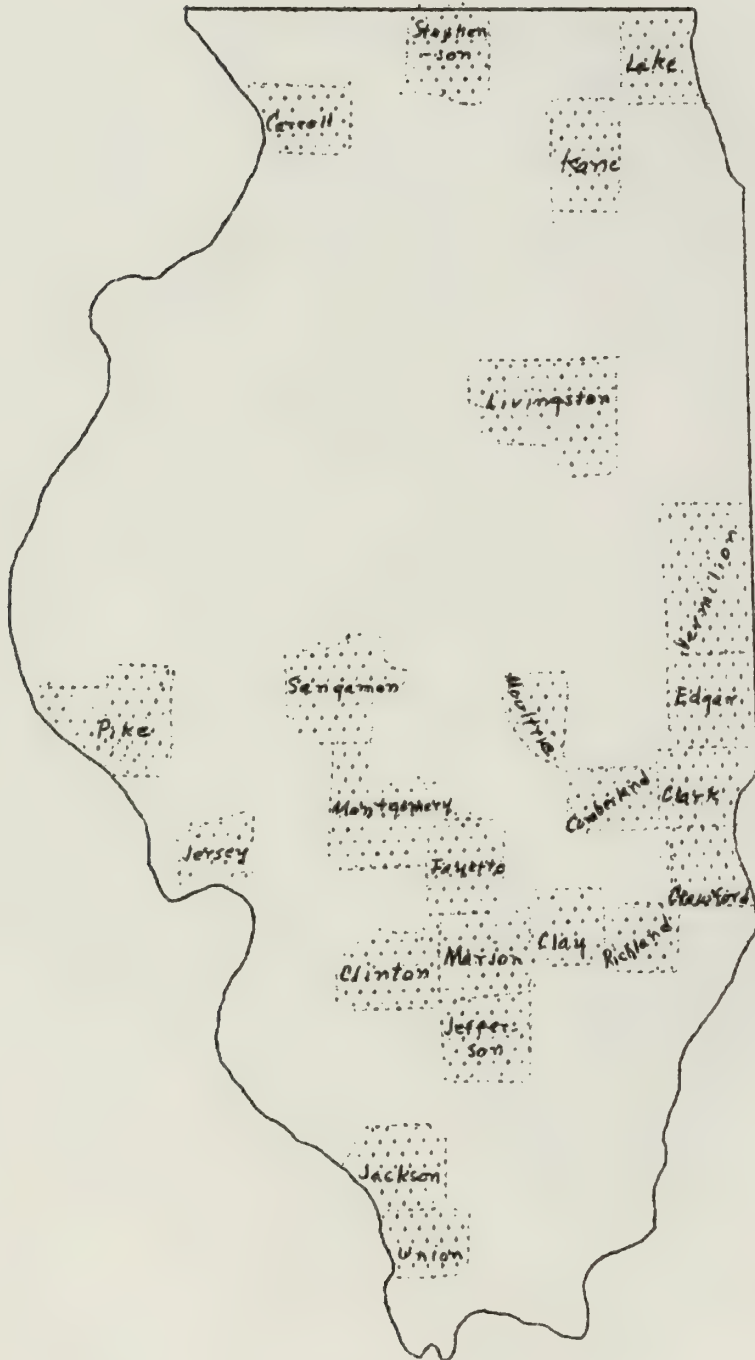 Stephen
-son
Lake
Carroll
Kane
Livingston
Vermilion
Sangamon
Moultrie
Edgar
Pike
Cumberland
Clark
Montgomery
Jersey
Fayette
Crawford
Clay
Richland
Marion
Clinton
Jeffer-
son
Jackson
Union